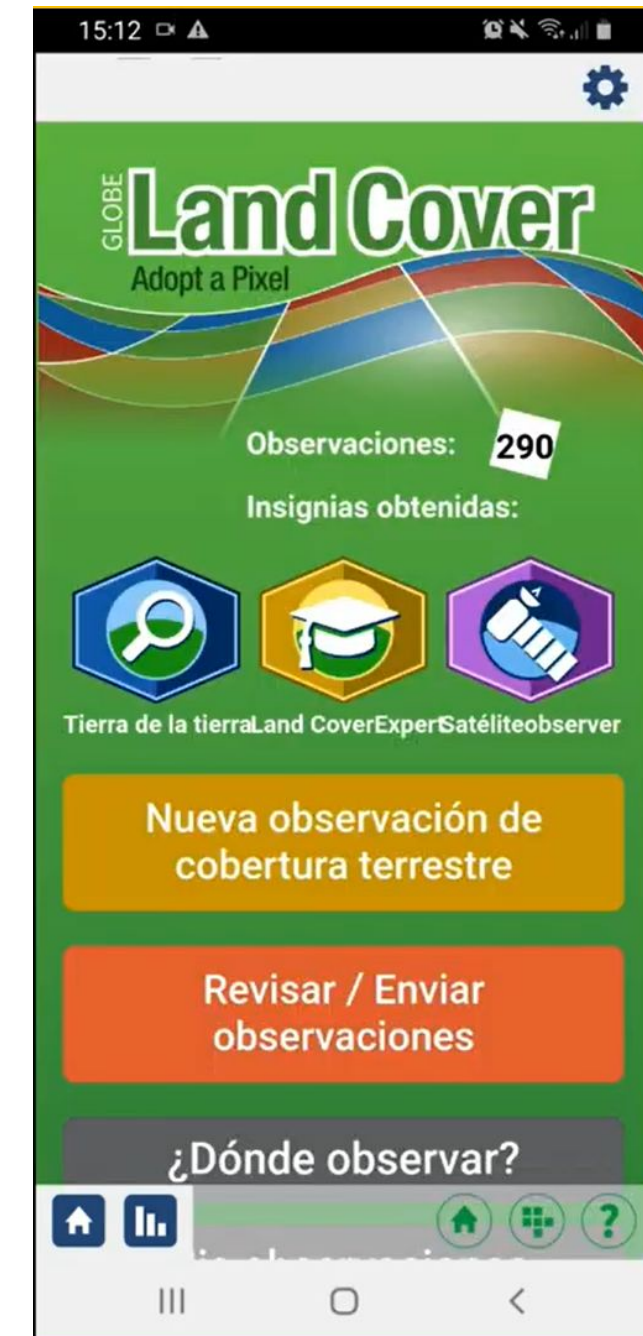 15:12
GLOBE
Land Cover
Adopt a Pixel
Observaciones: 290
Insignias obtenidas:
Tierra de la tierra Land CoverExpert Satéliteobserver
Nueva observación de
cobertura terrestre
Revisar / Enviar
observaciones
¿Dónde observar?
?